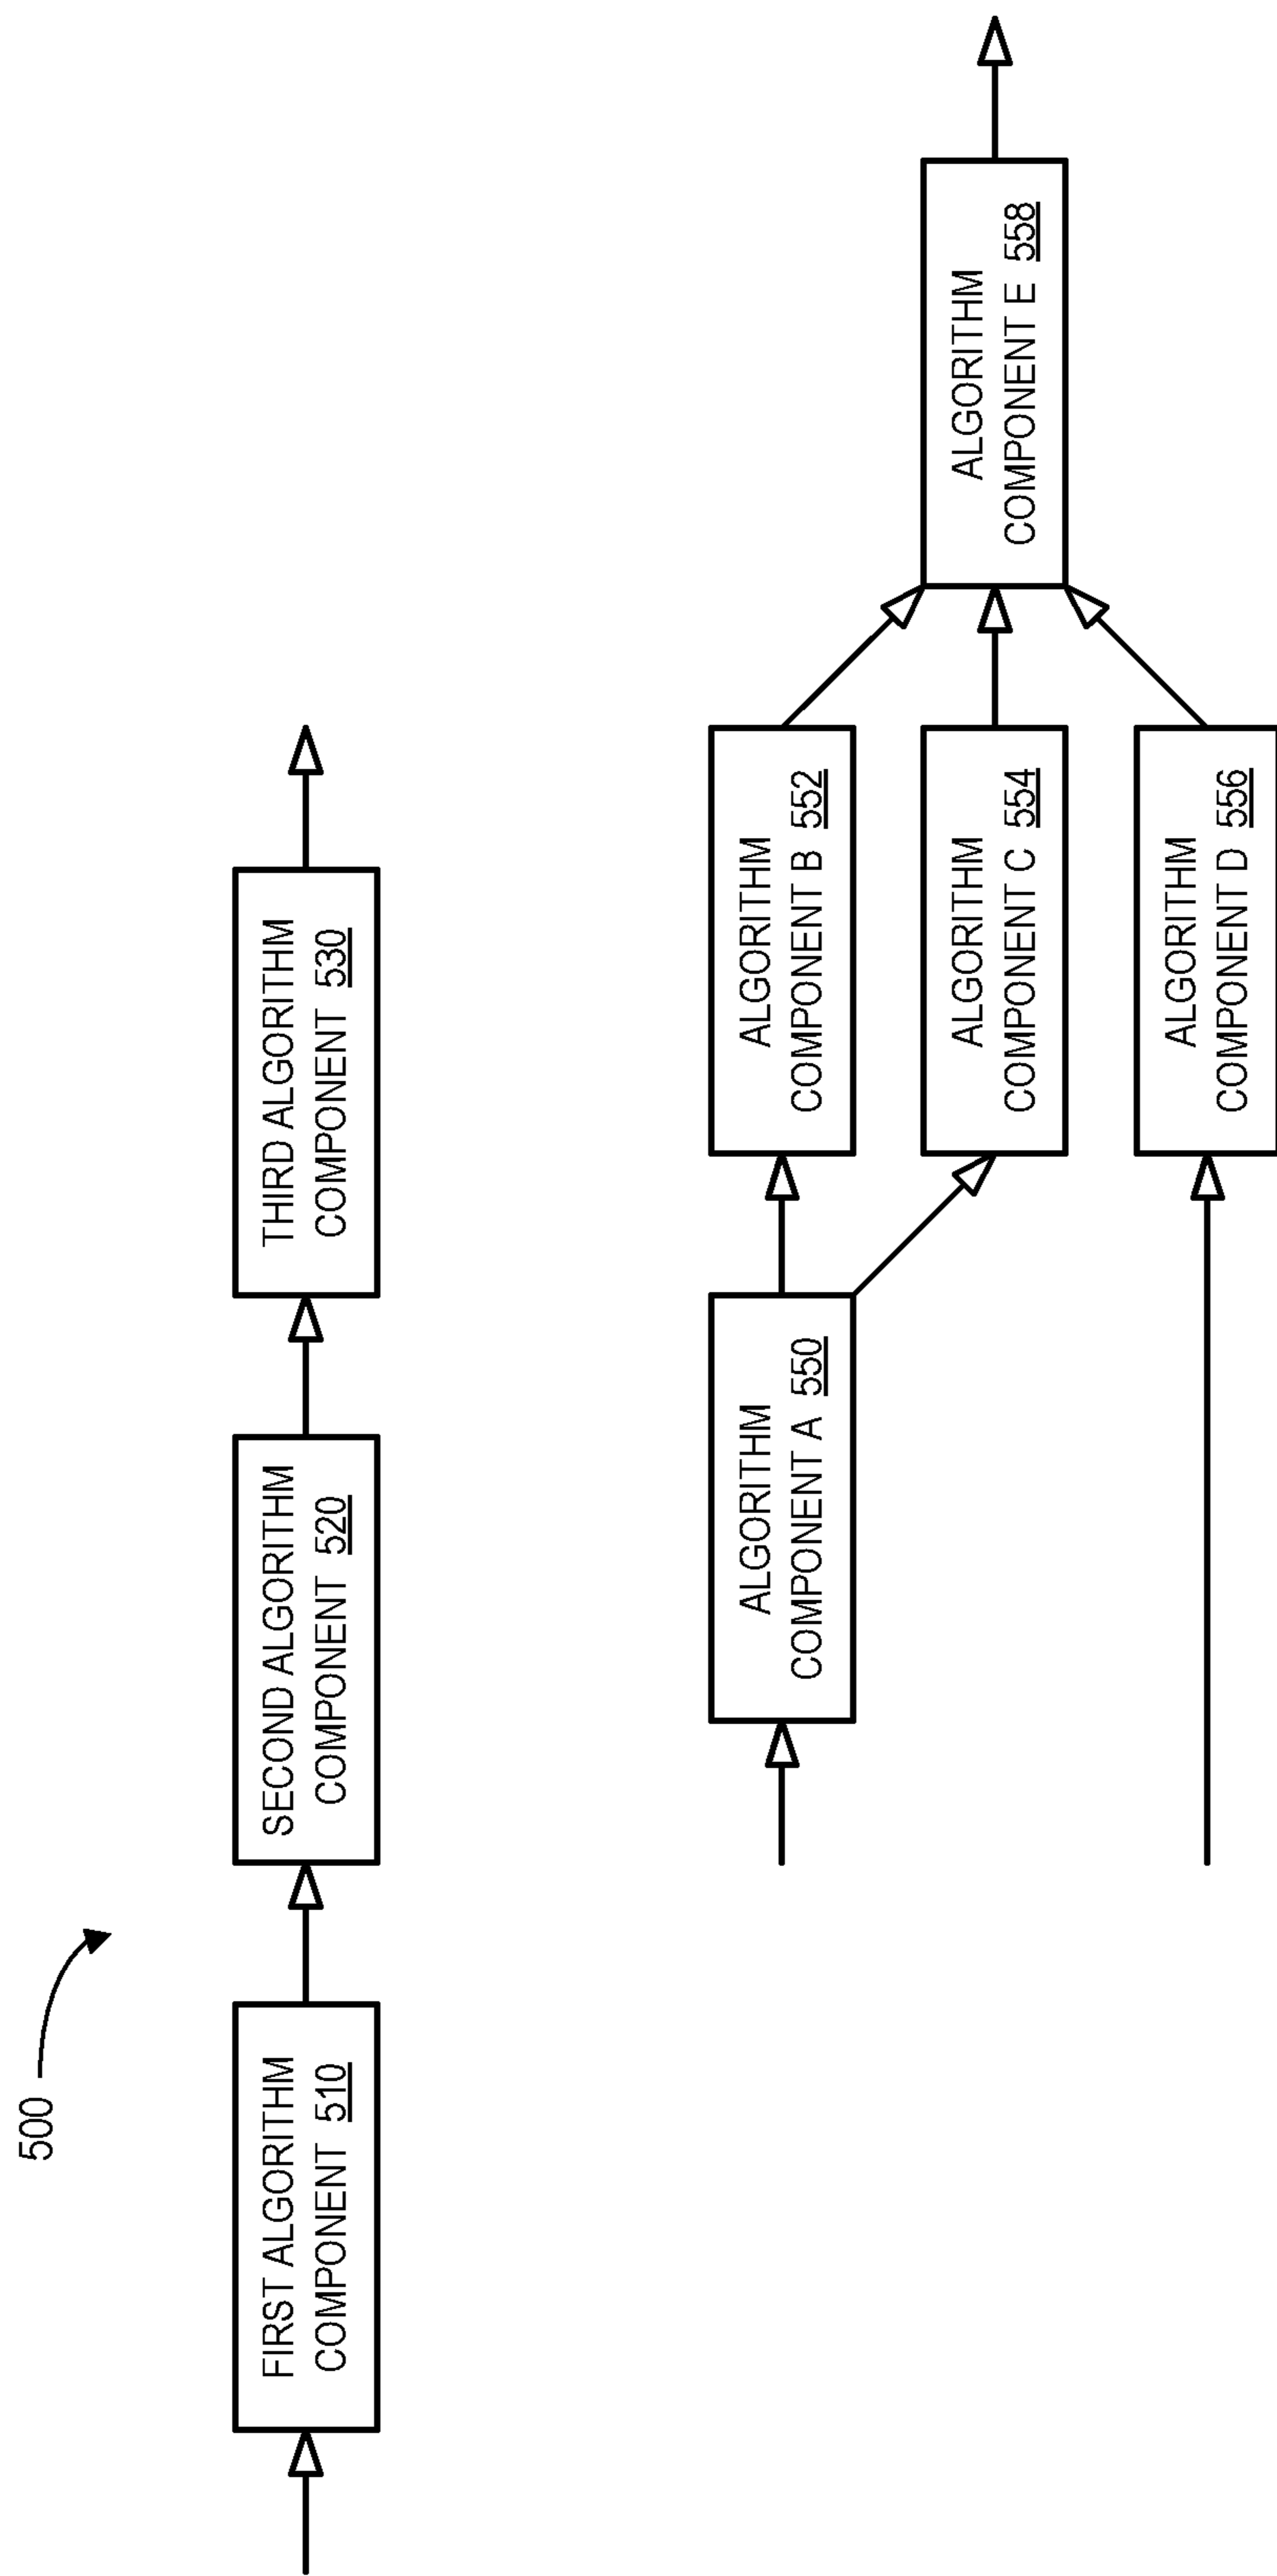 500
FIRST ALGORITHM
COMPONENT 510
SECOND ALGORITHM
COMPONENT 520
THIRD ALGORITHM
COMPONENT 530
ALGORITHM
COMPONENT A 550
ALGORITHM
COMPONENT B 552
ALGORITHM
COMPONENT C 554
ALGORITHM
COMPONENT D 556
ALGORITHM
COMPONENT E 558